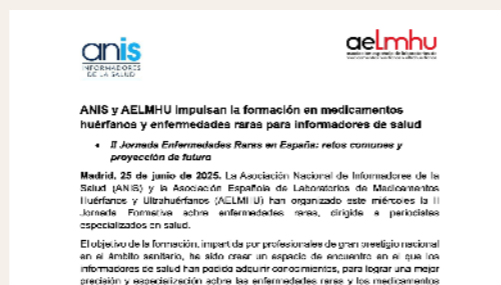 anis
INFORMADORES
DE LA SALUD
aelmhu
ANIS y AELMHU impulsan la formación en medicamentos
huérfanos y enfermedades raras para informadores de salud
• II Jornada Enfermedades Raras en España: retos comunes y
proyección de futuro
Madrid, 25 de junio de 2025. La Asociación Nacional de Informadores de la
Salud (ANIS) y la Asociación Española de Laboratorios de Medicamentos
Huérfanos y Ultrahuérfanos (AELMHU) han organizado este miércoles la II
Jornada Formativa sobre enfermedades raras, dirigida a periodistas
especializados en salud.
El objetivo de la formación, impartida por profesionales de gran prestigio nacional
en el ámbito sanitario, ha sido crear un espacio de encuentro en el que los
informadores de salud han podido adquirir conocimientos, para lograr una mejor
precisión y especialización sobre las enfermedades raras y los medicamentos